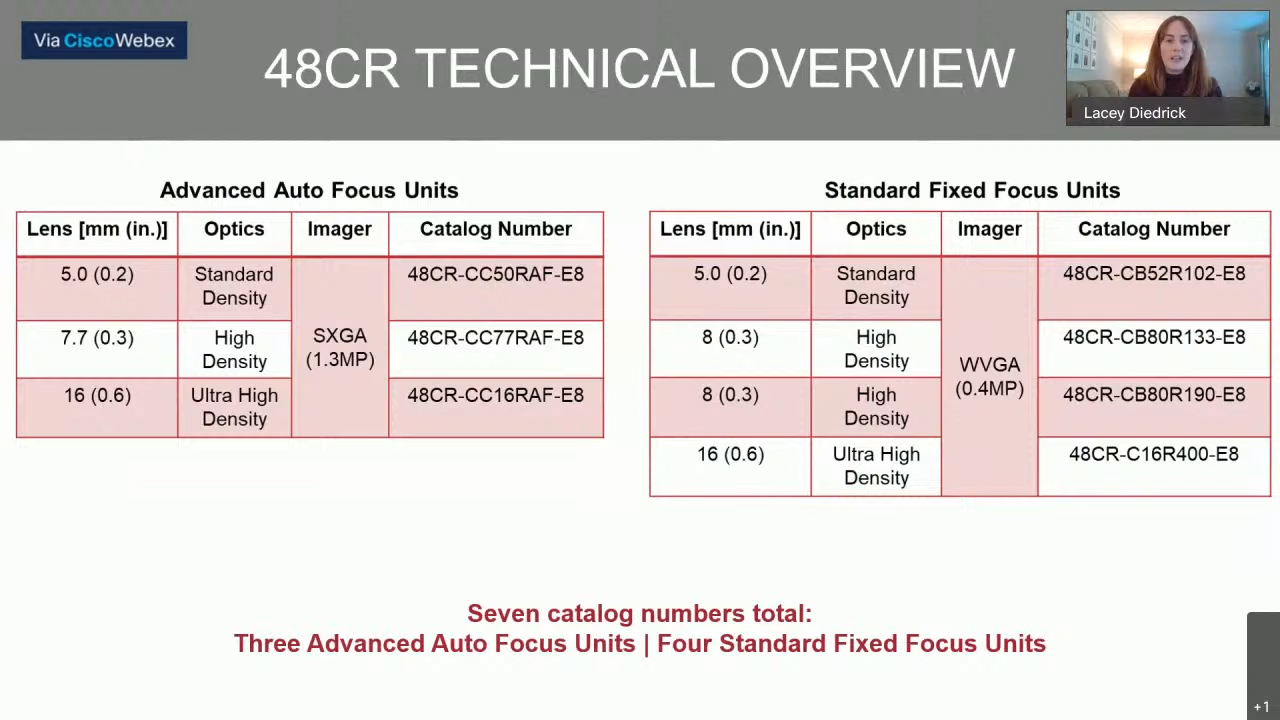 Via CiscoWebex
48CR TECHNICAL OVERVIEW
Lacey Diedrick
Advanced Auto Focus Units
Lens [mm (in.)] Optics Imager Catalog Number
5.0 (0.2) Standard Density 48CR-CC50RAF-E8
7.7 (0.3) High Density 48CR-CC77RAF-E8
SXGA (1.3MP)
16 (0.6) Ultra High Density 48CR-CC16RAF-E8
Standard Fixed Focus Units
Lens [mm (in.)] Optics Imager Catalog Number
5.0 (0.2) Standard Density 48CR-CB52R102-E8
8 (0.3) High Density 48CR-CB80R133-E8
WVGA (0.4MP)
8 (0.3) High Density 48CR-CB80R190-E8
16 (0.6) Ultra High Density 48CR-C16R400-E8
Seven catalog numbers total:
Three Advanced Auto Focus Units | Four Standard Fixed Focus Units
+1